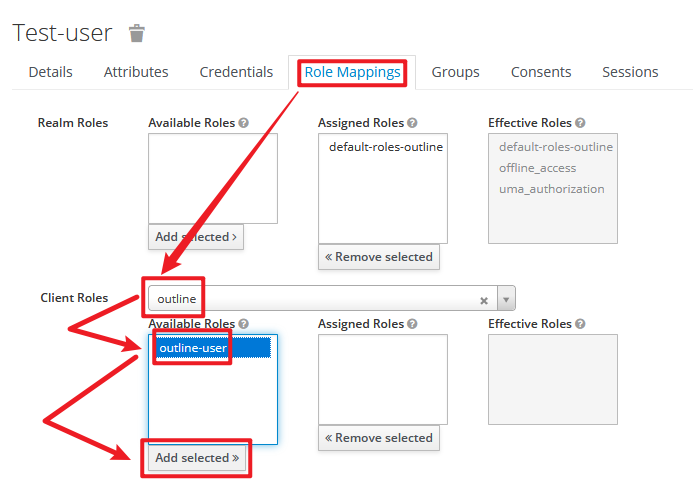 Test-user
Details Attributes Credentials Role Mappings Groups Consents Sessions
Realm Roles Available Roles Assigned Roles Effective Roles
default-roles-outline default-roles-outline
offline_access
uma_authorization
Add selected ›
« Remove selected
Client Roles outline
Available Roles Assigned Roles Effective Roles
outline-user
« Remove selected
Add selected »